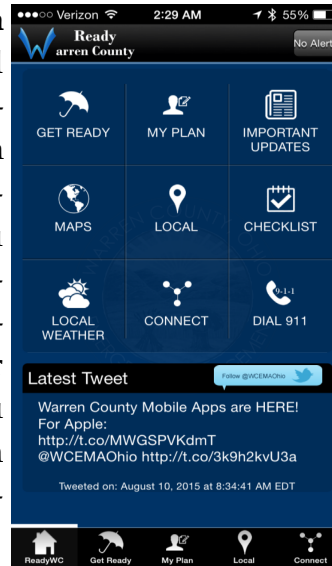 Verizon 2:29 AM 55%
Ready
Warren County
No Alert
GET READY MY PLAN IMPORTANT
UPDATES
MAPS LOCAL CHECKLIST
9-1-1
LOCAL
WEATHER CONNECT DIAL 911
Latest Tweet
Follow @WCEMAOhio
Warren County Mobile Apps are HERE!
For Apple:
http://t.co/MWGSPVKdmT
@WCEMAOhio http://t.co/3k9h2kvU3a
Tweeted on: August 10, 2015 at 8:34:41 AM EDT
ReadyWC Get Ready My Plan Local Connect